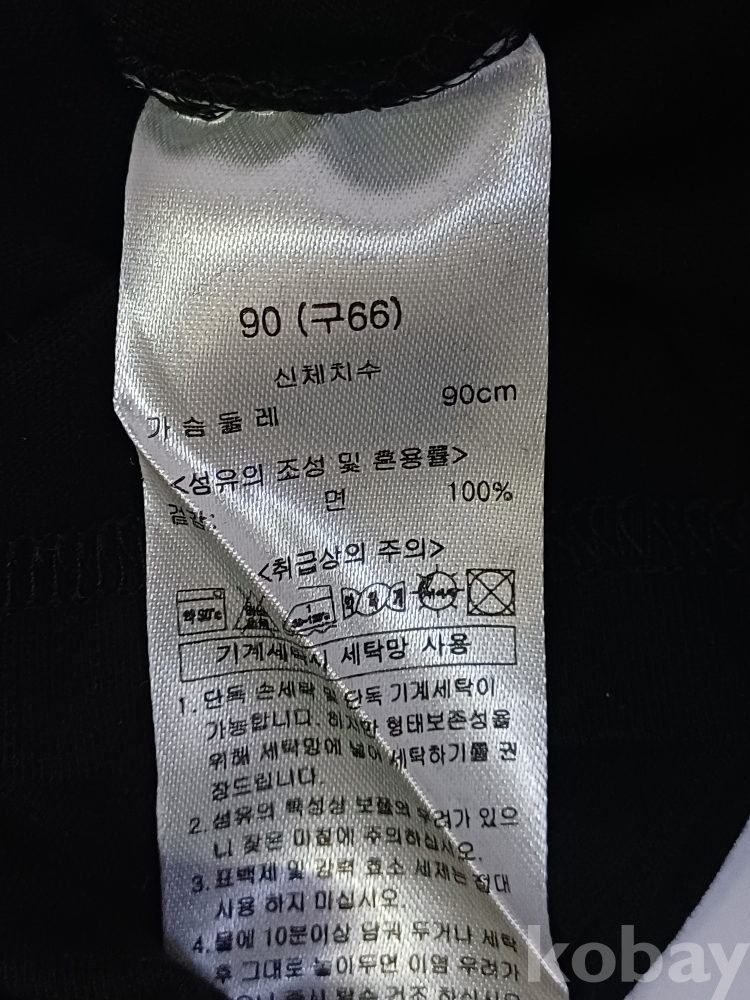 90 (구66)
신체치수
가 슴 둘 레 90cm
<섬유의 조성 및 혼용률>
겉감: 면 100%
<취급상의 주의>
약 30℃
기계세탁시 세탁망 사용
1. 단독 손세탁 및 단독 기계세탁이
가능합니다. 하지만 형태보존성을
위해 세탁망에 넣어 세탁하기를 권
장드립니다.
2. 섬유의 특성상 보풀의 우려가 있으
니 잦은 마찰에 주의하십시오.
3. 표백제 및 강력 효소 세제는 절대
사용 하지 마십시오
4. 물에 10분이상 담궈 두거나 세탁
후 그대로 놓아두면 이염 우려가
kobay